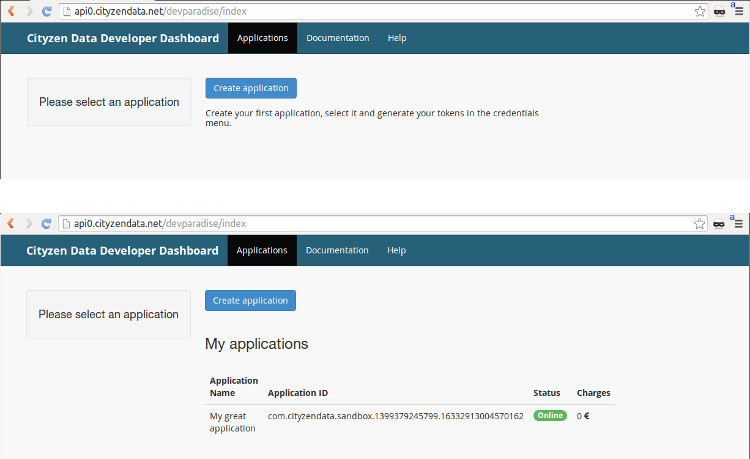 api0.cityzendata.net/devparadise/index
a
Cityzen Data Developer Dashboard Applications Documentation Help
Please select an application
Create application
Create your first application, select it and generate your tokens in the credentials
menu.
api0.cityzendata.net/devparadise/index
a
Cityzen Data Developer Dashboard Applications Documentation Help
Please select an application
Create application
My applications
Application
Name Application ID Status Charges
My great
application com.cityzendata.sandbox.1399379245799.16332913004570162 Online 0 €